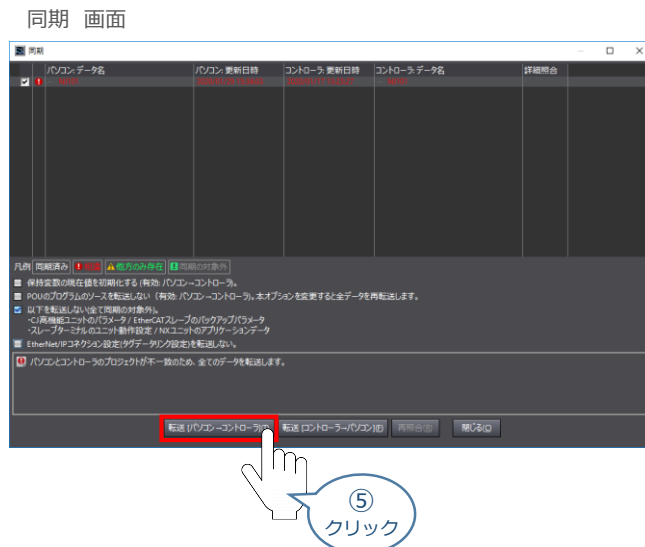 同期 画面
同期
パソコン:データ名 パソコン:更新日時 コントローラ:更新日時 コントローラ:データ名 詳細照合
凡例 同期済み 他方のみ存在 同期の対象外
保持変数の現在値を初期化する (有効: パソコン→コントローラ)。
POUのプログラムのソースを転送しない (有効: パソコン→コントローラ)。本オプションを変更すると全データを再転送します。
以下を転送しない(全て同期の対象外)。
・CJ高機能ユニットのパラメータ / EtherCATスレーブのバックアップパラメータ
・スレーブターミナルのユニット動作設定 / NXユニットのアプリケーションデータ
EtherNet/IPコネクション設定(タグデータリンク設定)を転送しない。
パソコンとコントローラのプロジェクトが不一致のため、全てのデータを転送します。
転送 [パソコン→コントローラ](T) 転送 [コントローラ→パソコン](F) 再照合(R) 閉じる(C)
⑤
クリック